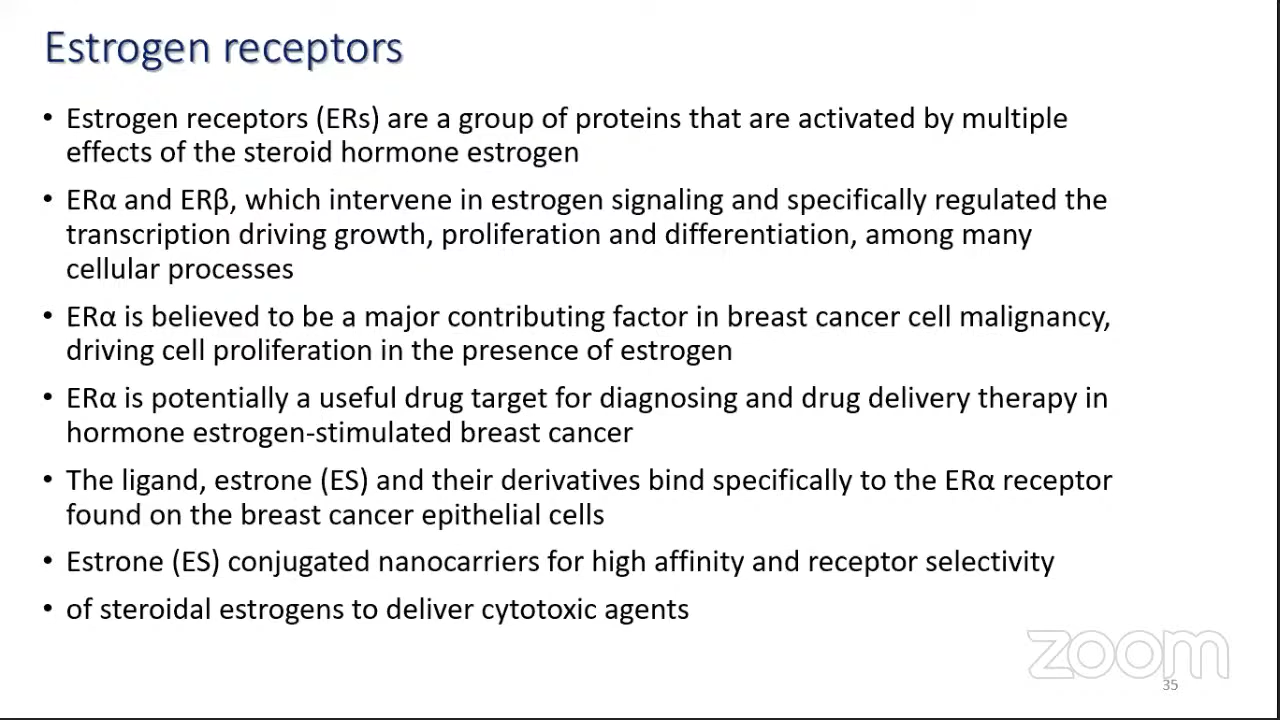 Estrogen receptors
• Estrogen receptors (ERs) are a group of proteins that are activated by multiple
effects of the steroid hormone estrogen
• ERα and ERβ, which intervene in estrogen signaling and specifically regulated the
transcription driving growth, proliferation and differentiation, among many
cellular processes
• ERα is believed to be a major contributing factor in breast cancer cell malignancy,
driving cell proliferation in the presence of estrogen
• ERα is potentially a useful drug target for diagnosing and drug delivery therapy in
hormone estrogen-stimulated breast cancer
• The ligand, estrone (ES) and their derivatives bind specifically to the ERα receptor
found on the breast cancer epithelial cells
• Estrone (ES) conjugated nanocarriers for high affinity and receptor selectivity
• of steroidal estrogens to deliver cytotoxic agents
zoom
35